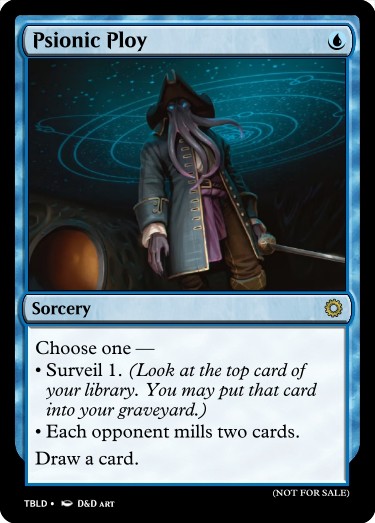 Psionic Ploy
Sorcery
Choose one —
• Surveil 1. (Look at the top card of
your library. You may put that card
into your graveyard.)
• Each opponent mills two cards.
Draw a card.
(NOT FOR SALE)
TBLD • D&D ART